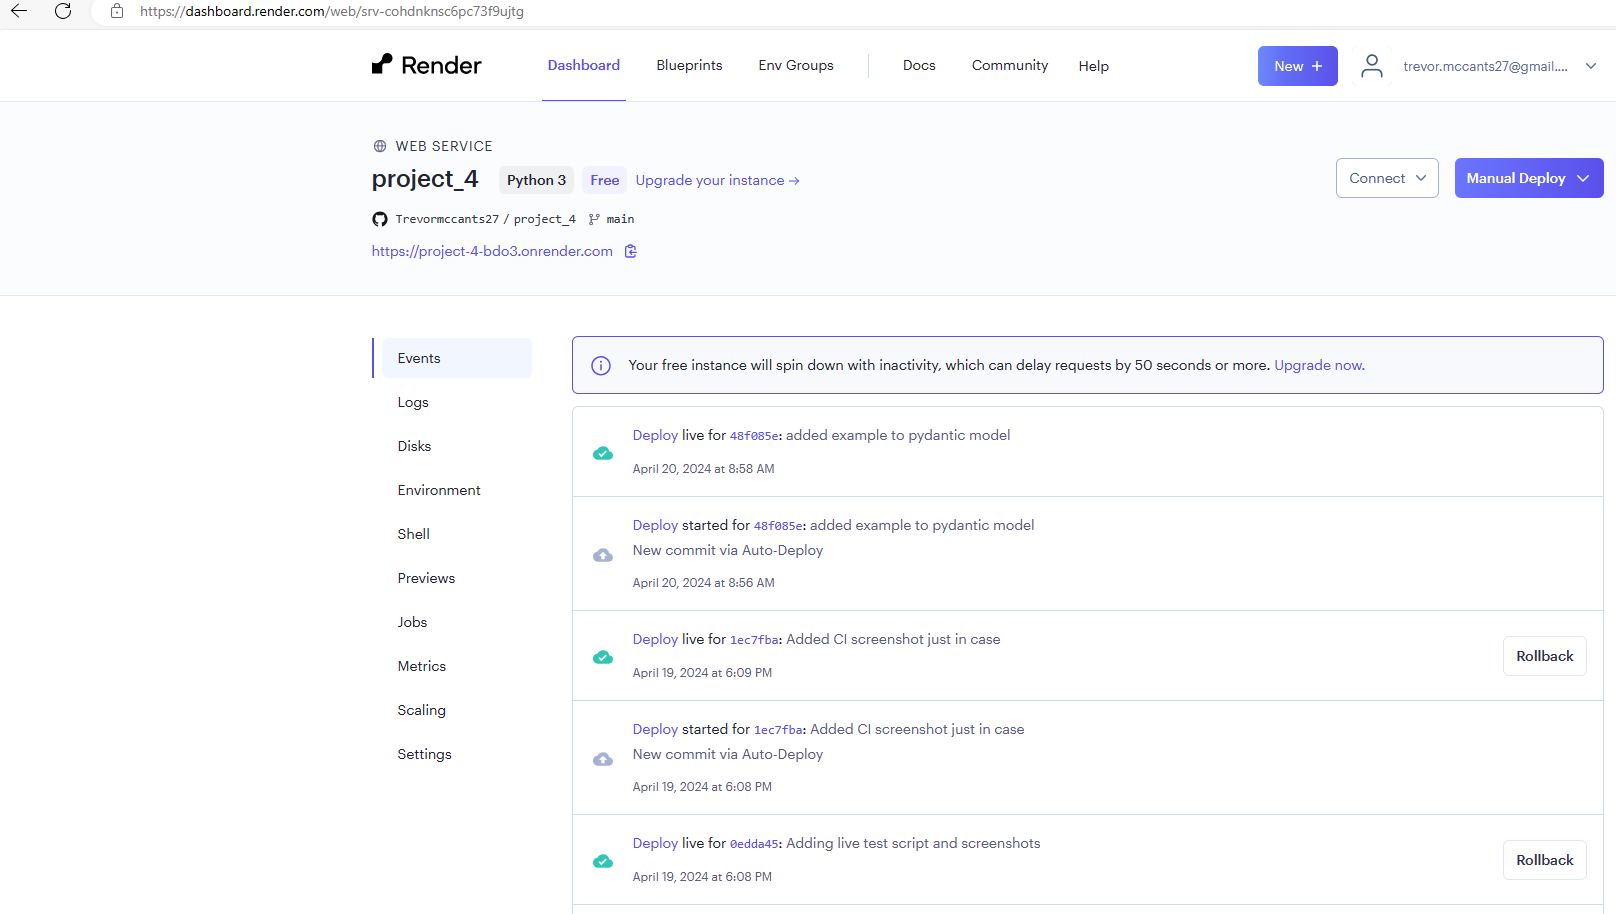 https://dashboard.render.com/web/srv-cohdnknsc6pc73f9ujtg
Render
Dashboard
Blueprints
Env Groups
Docs
Community
Help
New +
trevor.mccants27@gmail....
WEB SERVICE
project_4
Python 3
Free
Upgrade your instance →
Connect
Manual Deploy
Trevormccants27 / project_4
main
https://project-4-bdo3.onrender.com
Events
Logs
Disks
Environment
Shell
Previews
Jobs
Metrics
Scaling
Settings
Your free instance will spin down with inactivity, which can delay requests by 50 seconds or more. Upgrade now.
Deploy live for 48f085e: added example to pydantic model
April 20, 2024 at 8:58 AM
Deploy started for 48f085e: added example to pydantic model
New commit via Auto-Deploy
April 20, 2024 at 8:56 AM
Deploy live for 1ec7fba: Added CI screenshot just in case
April 19, 2024 at 6:09 PM
Rollback
Deploy started for 1ec7fba: Added CI screenshot just in case
New commit via Auto-Deploy
April 19, 2024 at 6:08 PM
Deploy live for 0edda45: Adding live test script and screenshots
April 19, 2024 at 6:08 PM
Rollback